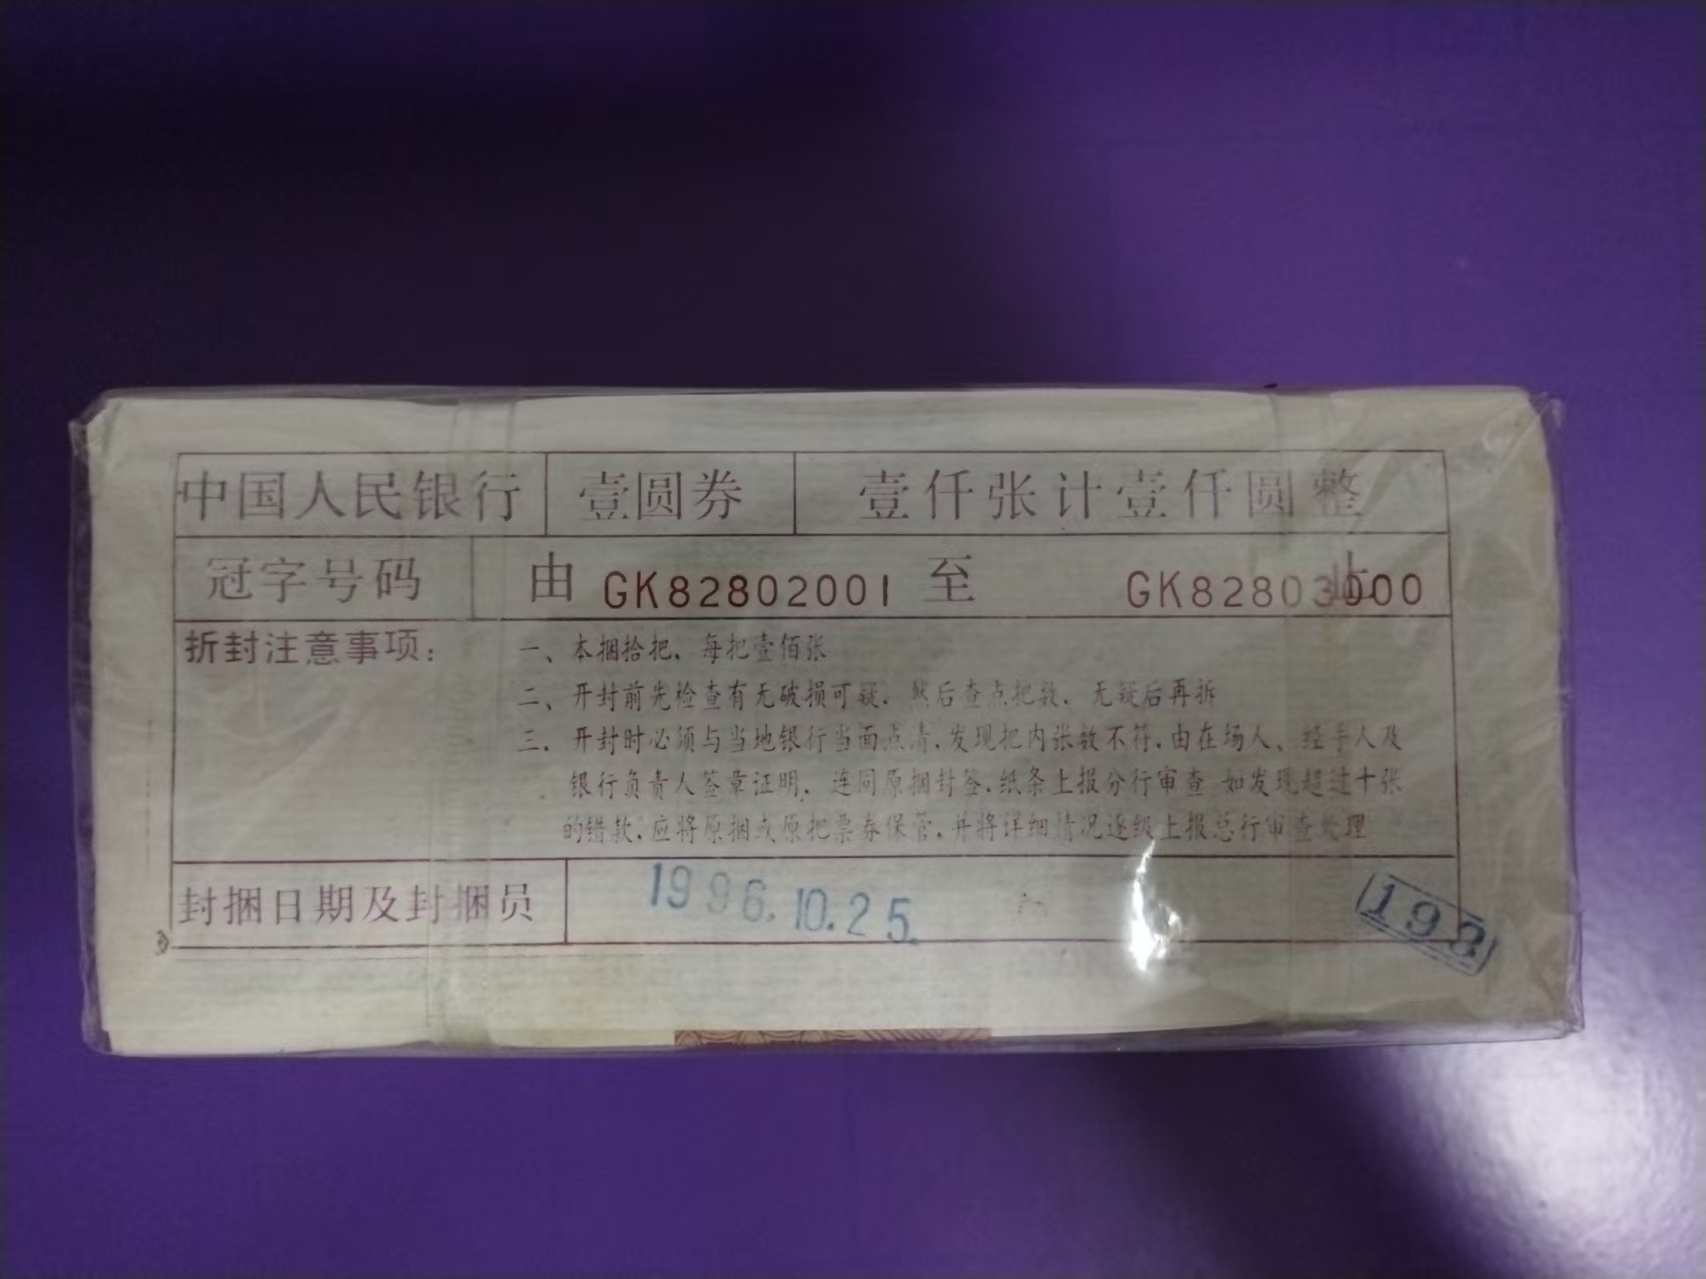 中国人民银行 壹圆券 壹仟张计壹仟圆整
冠字号码 由 GK82802001 至 GK82803000 止
折封注意事项：
一、本捆拾把，每把壹佰张
二、开封前先检查有无破损可疑，然后查点把数，无疑后再拆
三、开封时必须与当地银行当面点清，发现把内张数不符，由在场人、经手人及
银行负责人签章证明，连同原捆封签，纸条上报分行审查 如发现超过十张
的错款，应将原捆或原把票券保管，并将详细情况逐级上报总行审查处理
封捆日期及封捆员 1996.10.25.
198